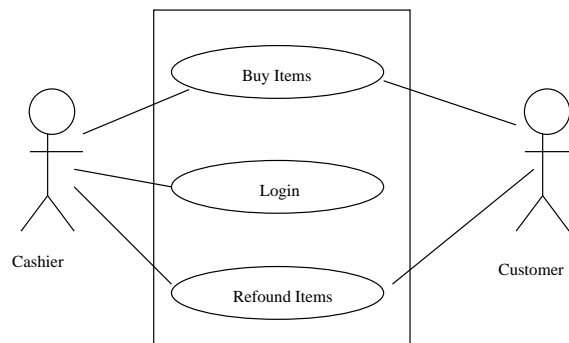 Buy Items
Login
Cashier
Customer
Refound Items